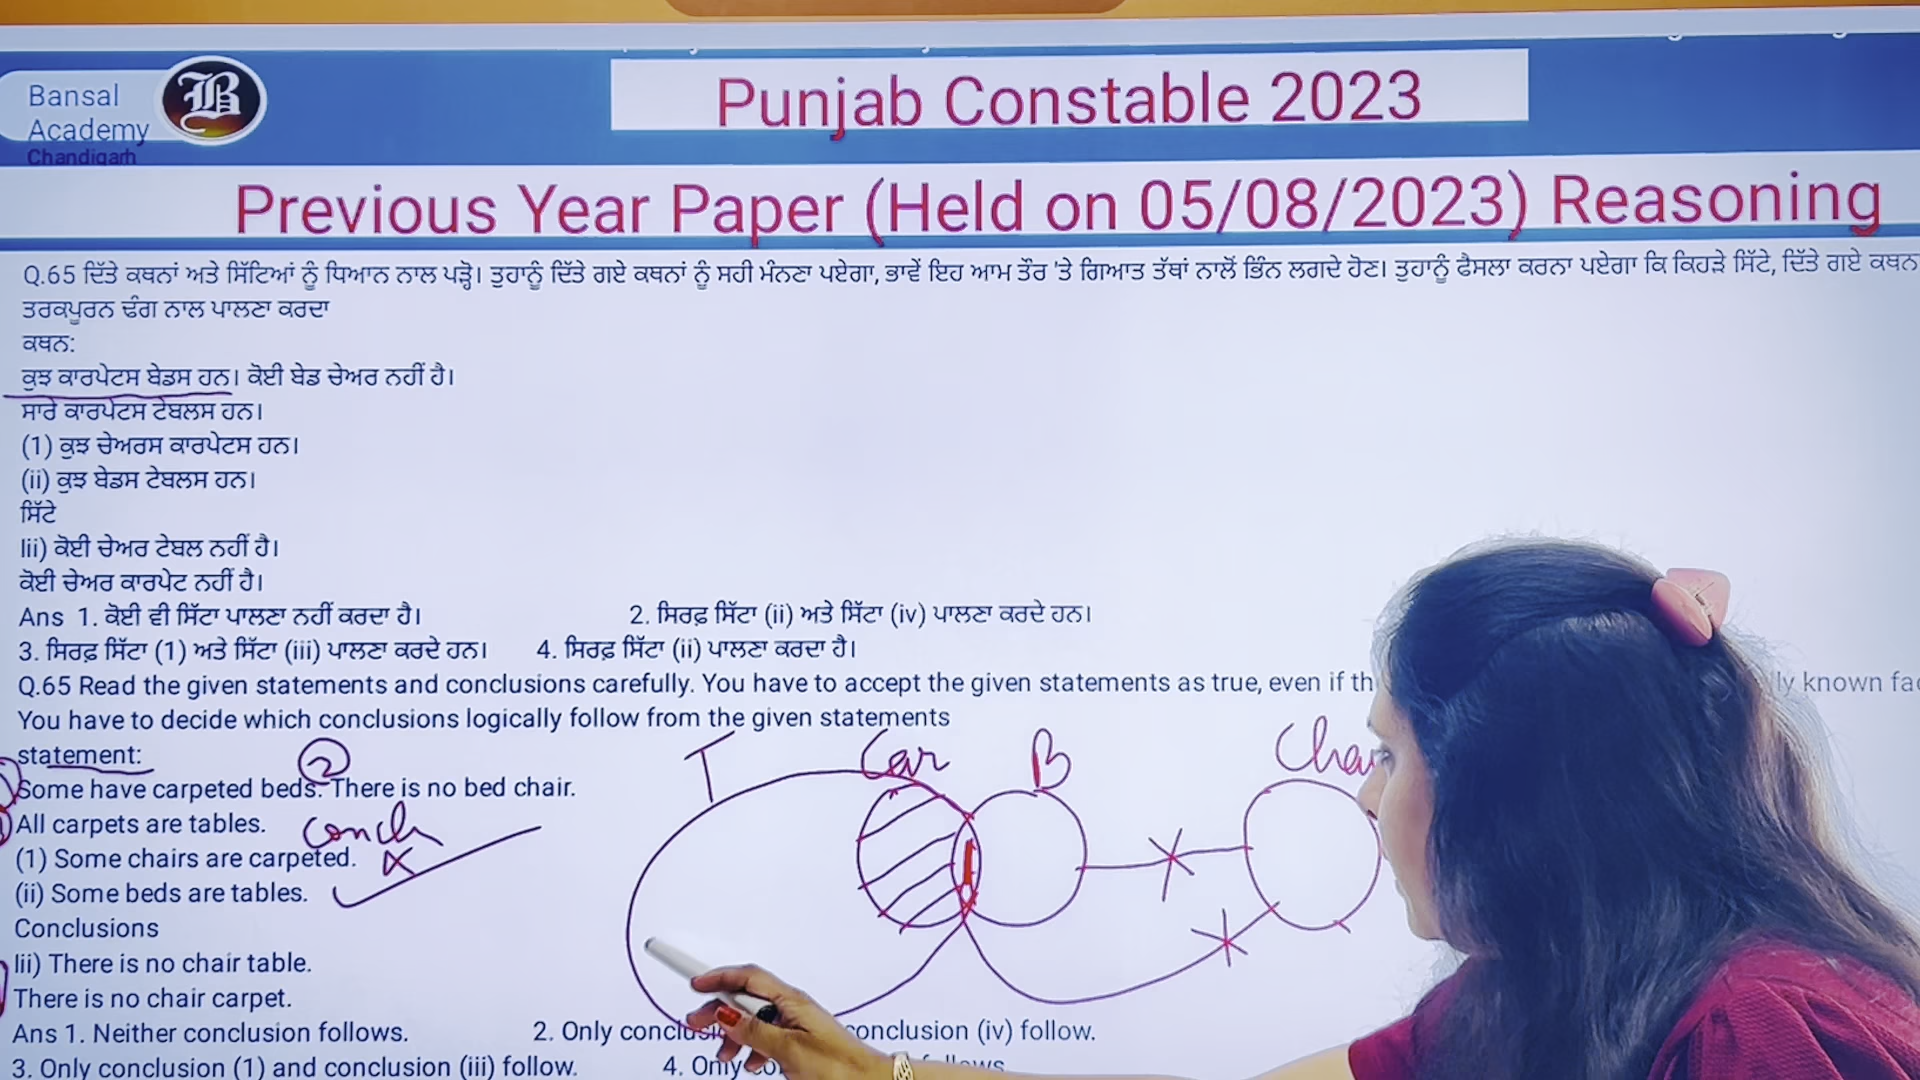 Bansal
Academy
Chandigarh
B
Punjab Constable 2023
Previous Year Paper (Held on 05/08/2023) Reasoning
Q.65 ਦਿੱਤੇ ਕਥਨਾਂ ਅਤੇ ਸਿੱਟਿਆਂ ਨੂੰ ਧਿਆਨ ਨਾਲ ਪੜ੍ਹੋ। ਤੁਹਾਨੂੰ ਦਿੱਤੇ ਗਏ ਕਥਨਾਂ ਨੂੰ ਸਹੀ ਮੰਨਣਾ ਪਏਗਾ, ਭਾਵੇਂ ਇਹ ਆਮ ਤੌਰ 'ਤੇ ਗਿਆਤ ਤੱਥਾਂ ਨਾਲੋਂ ਭਿੰਨ ਲਗਦੇ ਹੋਣ। ਤੁਹਾਨੂੰ ਫੈਸਲਾ ਕਰਨਾ ਪਏਗਾ ਕਿ ਕਿਹੜੇ ਸਿੱਟੇ, ਦਿੱਤੇ ਗਏ ਕਥਨ
ਤਰਕਪੂਰਨ ਢੰਗ ਨਾਲ ਪਾਲਣਾ ਕਰਦਾ
ਕਥਨ:
ਕੁਝ ਕਾਰਪੇਟਸ ਬੇਡਸ ਹਨ। ਕੋਈ ਬੇਡ ਚੇਅਰ ਨਹੀਂ ਹੈ।
ਸਾਰੇ ਕਾਰਪੇਟਸ ਟੇਬਲਸ ਹਨ।
(1) ਕੁਝ ਚੇਅਰਸ ਕਾਰਪੇਟਸ ਹਨ।
(ii) ਕੁਝ ਬੇਡਸ ਟੇਬਲਸ ਹਨ।
ਸਿੱਟੇ
Iii) ਕੋਈ ਚੇਅਰ ਟੇਬਲ ਨਹੀਂ ਹੈ।
ਕੋਈ ਚੇਅਰ ਕਾਰਪੇਟ ਨਹੀਂ ਹੈ।
Ans 1. ਕੋਈ ਵੀ ਸਿੱਟਾ ਪਾਲਣਾ ਨਹੀਂ ਕਰਦਾ ਹੈ। 2. ਸਿਰਫ਼ ਸਿੱਟਾ (ii) ਅਤੇ ਸਿੱਟਾ (iv) ਪਾਲਣਾ ਕਰਦੇ ਹਨ।
3. ਸਿਰਫ਼ ਸਿੱਟਾ (1) ਅਤੇ ਸਿੱਟਾ (iii) ਪਾਲਣਾ ਕਰਦੇ ਹਨ। 4. ਸਿਰਫ਼ ਸਿੱਟਾ (ii) ਪਾਲਣਾ ਕਰਦਾ ਹੈ।
Q.65 Read the given statements and conclusions carefully. You have to accept the given statements as true, even if ly known
You have to decide which conclusions logically follow from the given statements
statement: 2
Some have carpeted beds. There is no bed chair.
All carpets are tables. Conclu
(1) Some chairs are carpeted.
(ii) Some beds are tables.
Conclusions
Iii) There is no chair table.
There is no chair carpet.
T Car B Chai
Ans 1. Neither conclusion follows. 2. Only conclusion (iv) follow.
3. Only conclusion (1) and conclusion (iii) follow. 4. Only